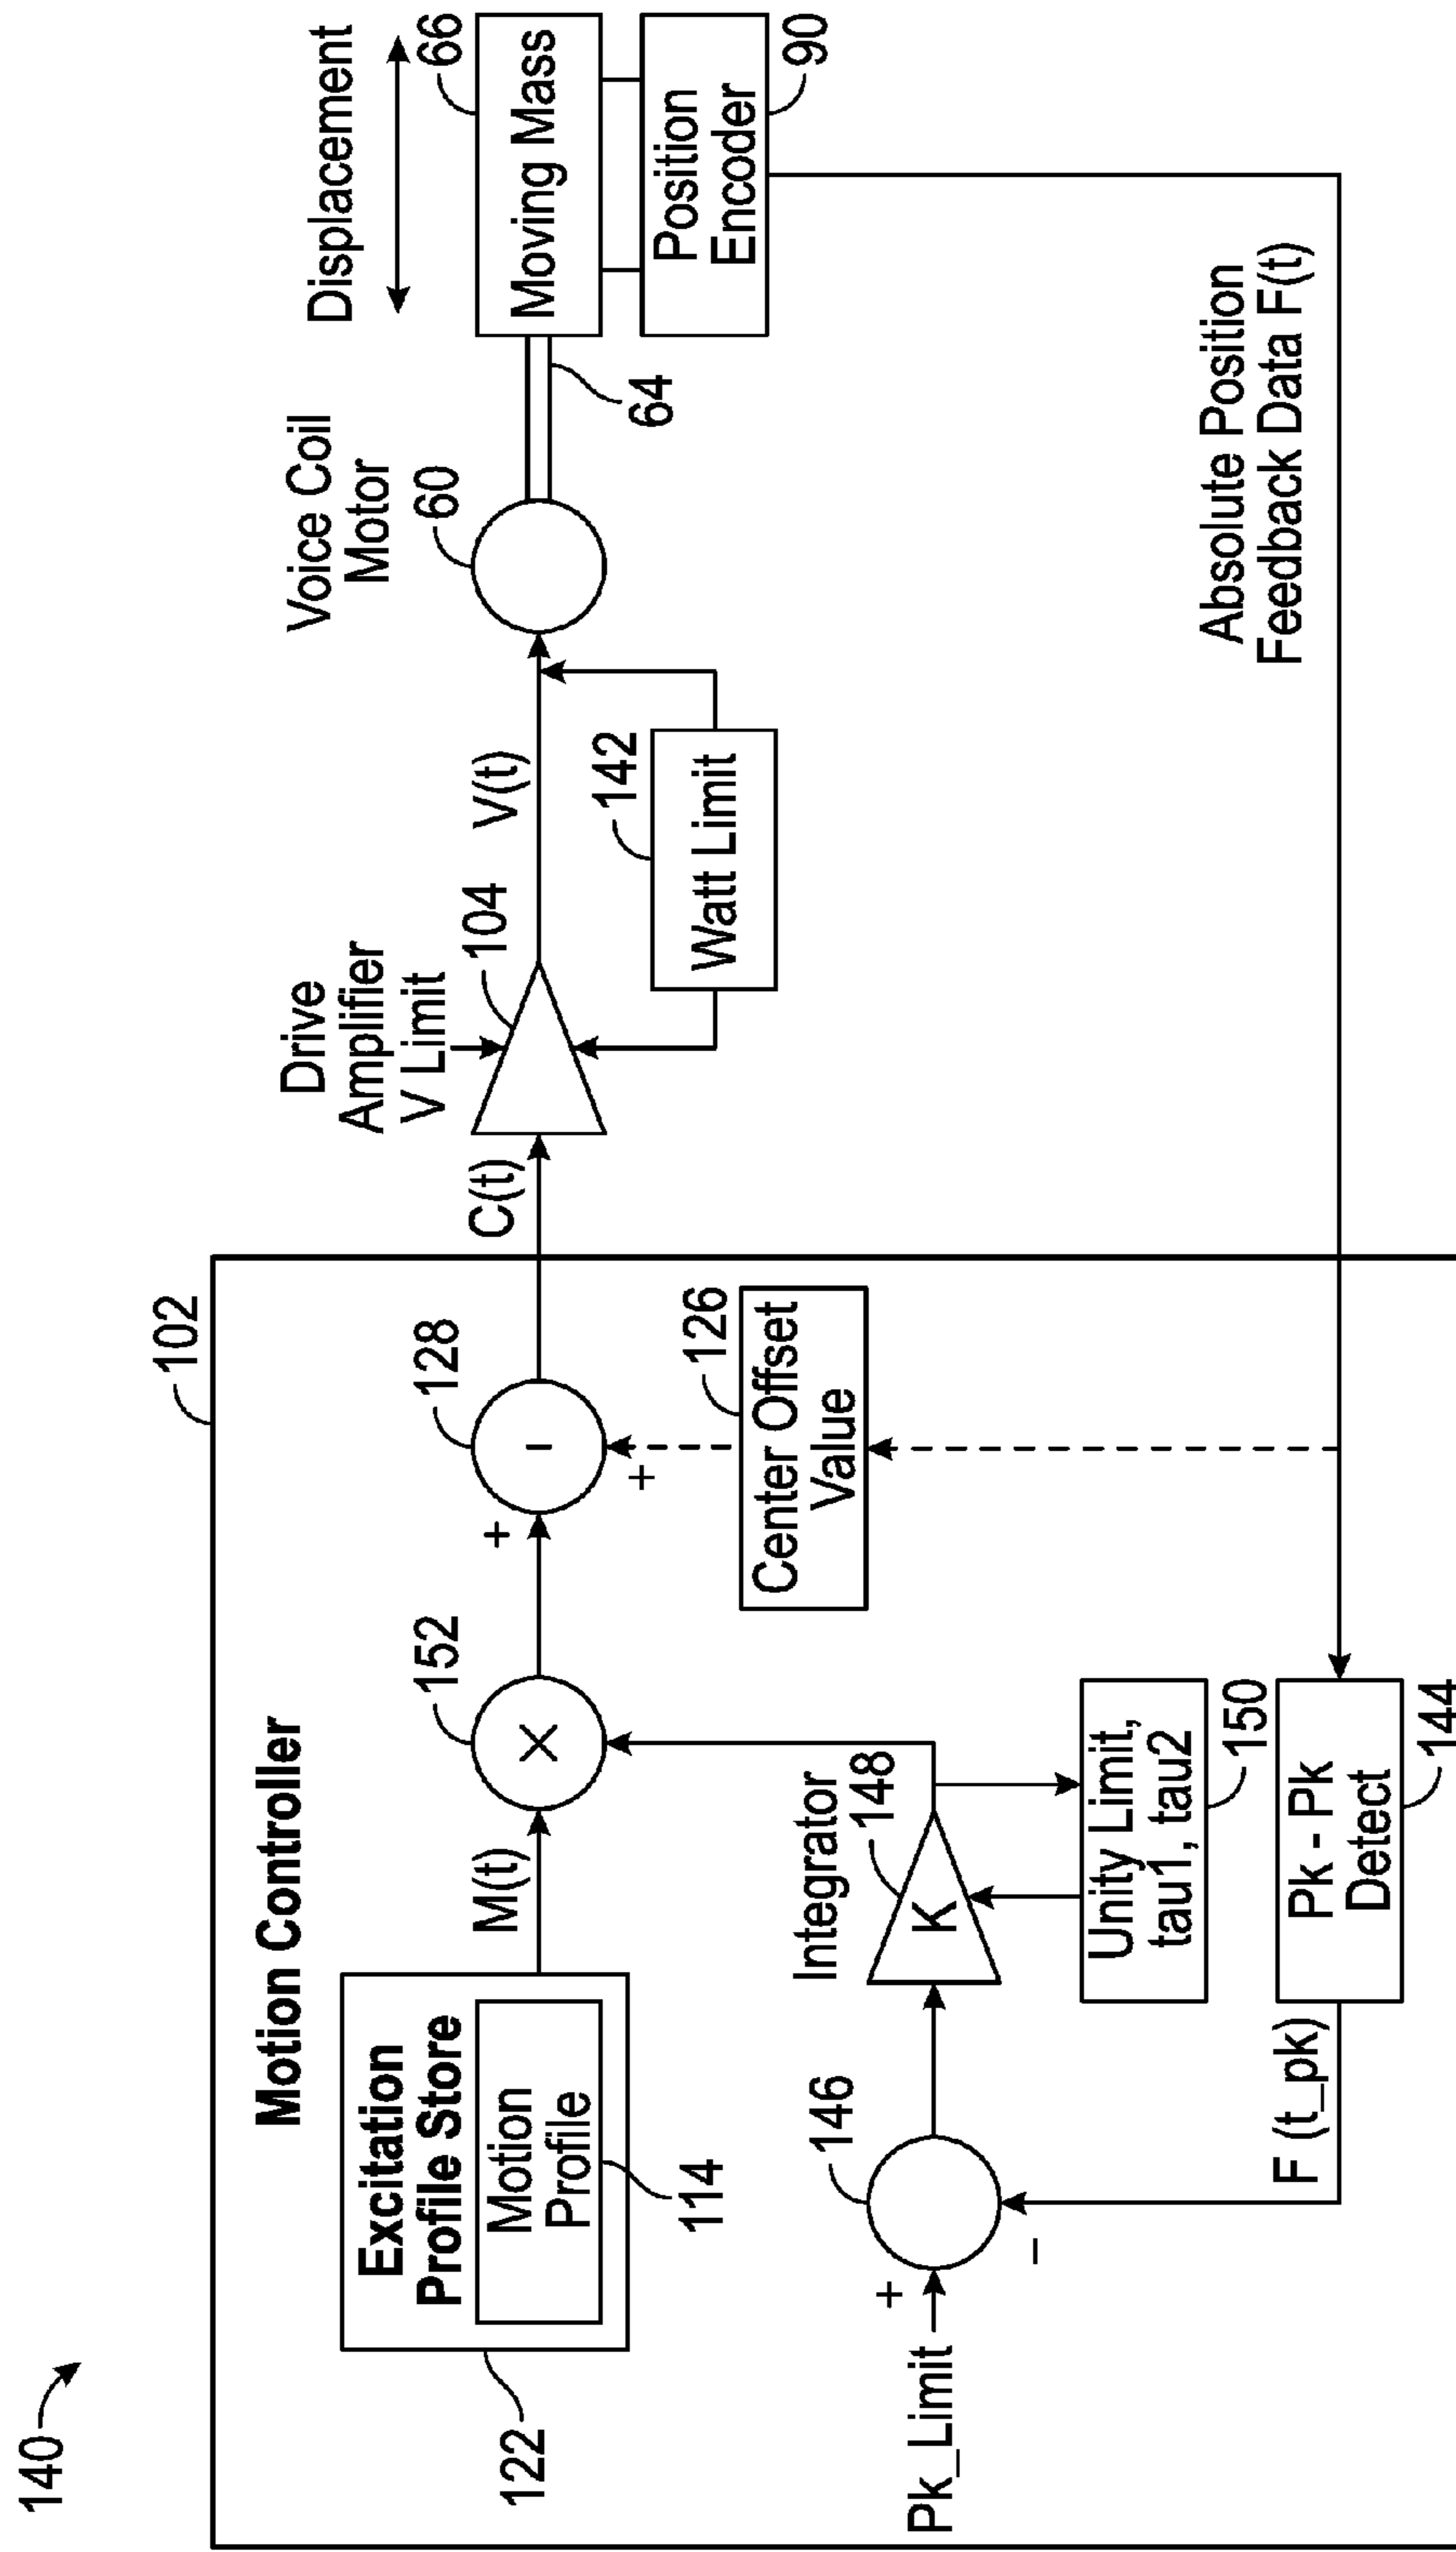 140
102
Motion Controller
Excitation
Profile Store
Motion
Profile
122
114
M(t)
152
×
+
128
-
+
Center Offset
Value
126
C(t)
Drive
Amplifier
V Limit
104
V(t)
Watt Limit
142
Voice Coil
Motor
60
64
Displacement
Moving Mass
66
Position
Encoder
90
Absolute Position
Feedback Data F(t)
Pk_Limit
+
-
146
Integrator
148
K
Unity Limit,
tau1, tau2
150
Pk - Pk
Detect
144
F (t_pk)